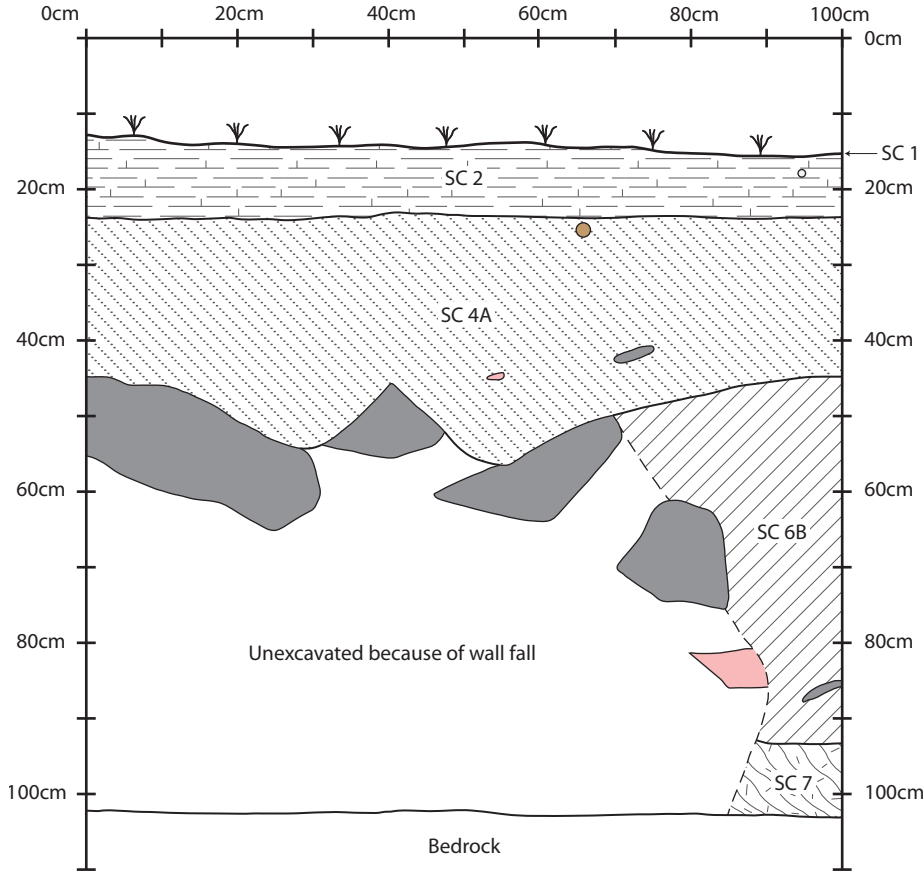 0cm 20cm 40cm 60cm 80cm 100cm
0cm
SC 1
SC 2
20cm 20cm
SC 4A
40cm 40cm
60cm 60cm
SC 6B
80cm 80cm
Unexcavated because of wall fall
SC 7
100cm 100cm
Bedrock